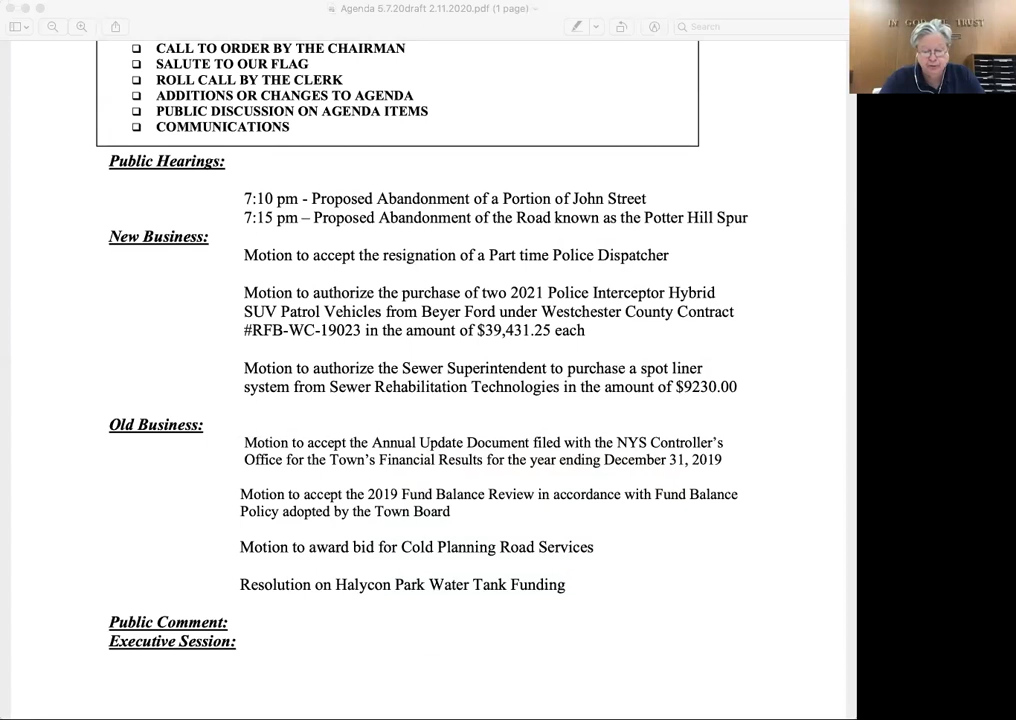 Agenda 5.7.20draft 2.11.2020.pdf (1 page)
Search
IN GOD WE TRUST
CALL TO ORDER BY THE CHAIRMAN
SALUTE TO OUR FLAG
ROLL CALL BY THE CLERK
ADDITIONS OR CHANGES TO AGENDA
PUBLIC DISCUSSION ON AGENDA ITEMS
COMMUNICATIONS
Public Hearings:
7:10 pm - Proposed Abandonment of a Portion of John Street
7:15 pm – Proposed Abandonment of the Road known as the Potter Hill Spur
New Business:
Motion to accept the resignation of a Part time Police Dispatcher
Motion to authorize the purchase of two 2021 Police Interceptor Hybrid
SUV Patrol Vehicles from Beyer Ford under Westchester County Contract
#RFB-WC-19023 in the amount of $39,431.25 each
Motion to authorize the Sewer Superintendent to purchase a spot liner
system from Sewer Rehabilitation Technologies in the amount of $9230.00
Old Business:
Motion to accept the Annual Update Document filed with the NYS Controller's
Office for the Town's Financial Results for the year ending December 31, 2019
Motion to accept the 2019 Fund Balance Review in accordance with Fund Balance
Policy adopted by the Town Board
Motion to award bid for Cold Planning Road Services
Resolution on Halycon Park Water Tank Funding
Public Comment:
Executive Session: